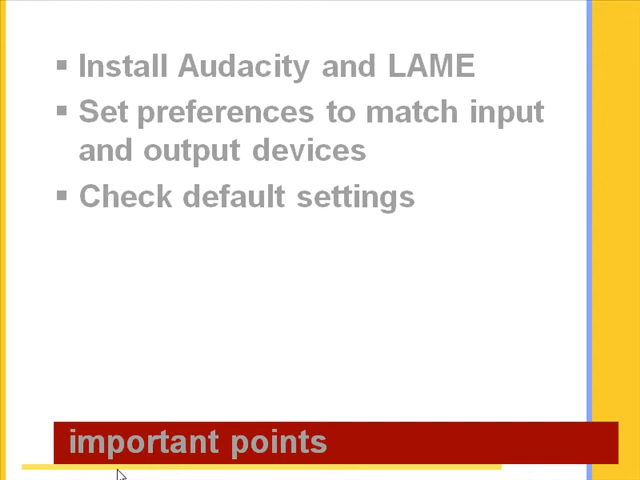 ▪ Install Audacity and LAME
▪ Set preferences to match input
and output devices
▪ Check default settings
important points